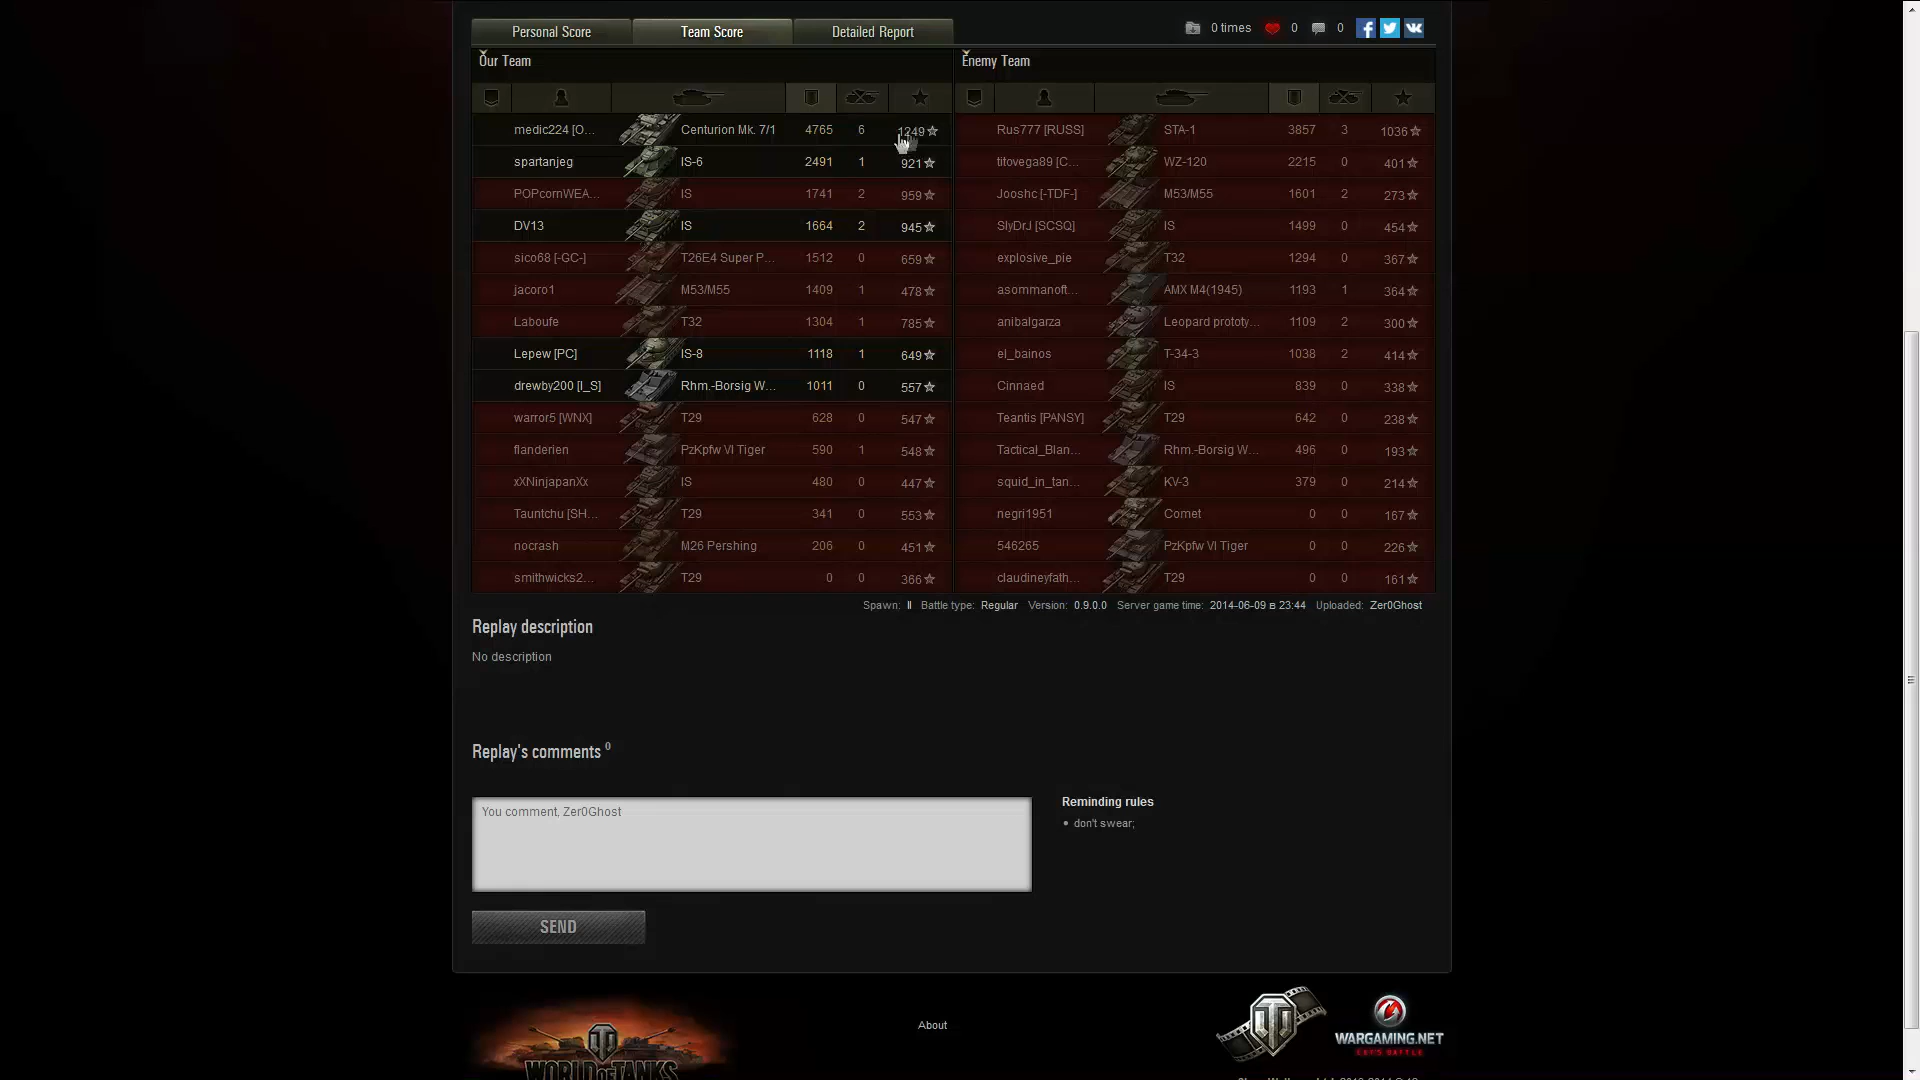 Personal Score Team Score Detailed Report 0 times 0 0
Our Team Enemy Team
medic224 [O... Centurion Mk. 7/1 4765 6 1249 Rus777 [RUSS] STA-1 3857 3 1036
spartanjeg IS-6 2491 1 921 titovega89 [C... WZ-120 2215 0 401
POPcornWEA... IS 1741 2 959 Jooshc [-TDF-] M53/M55 1601 2 273
DV13 IS 1664 2 945 SlyDrJ [SCSQ] IS 1499 0 454
sico68 [-GC-] T26E4 Super P... 1512 0 659 explosive_pie T32 1294 0 367
jacoro1 M53/M55 1409 1 478 asommanoft... AMX M4(1945) 1193 1 364
Laboufe T32 1304 1 785 anibalgarza Leopard prototy... 1109 2 300
Lepew [PC] IS-8 1118 1 649 el_bainos T-34-3 1038 2 414
drewby200 [I_S] Rhm.-Borsig W... 1011 0 557 Cinnaed IS 839 0 338
warror5 [WNX] T29 628 0 547 Teantis [PANSY] T29 642 0 238
flanderien PzKpfw VI Tiger 590 1 548 Tactical_Blan... Rhm.-Borsig W... 496 0 193
xXNinjapanXx IS 480 0 447 squid_in_tan... KV-3 379 0 214
Tauntchu [SH... T29 341 0 553 negri1951 Comet 0 0 167
nocrash M26 Pershing 206 0 451 546265 PzKpfw VI Tiger 0 0 226
smithwicks2... T29 0 0 366 claudineyfath... T29 0 0 161
Spawn: II Battle type: Regular Version: 0.9.0.0 Server game time: 2014-06-09 в 23:44 Uploaded: Zer0Ghost
Replay description
No description
Replay's comments 0
You comment, Zer0Ghost
Reminding rules
• don't swear;
SEND
About
WORLD OF TANKS
WARGAMING.NET
LET'S BATTLE